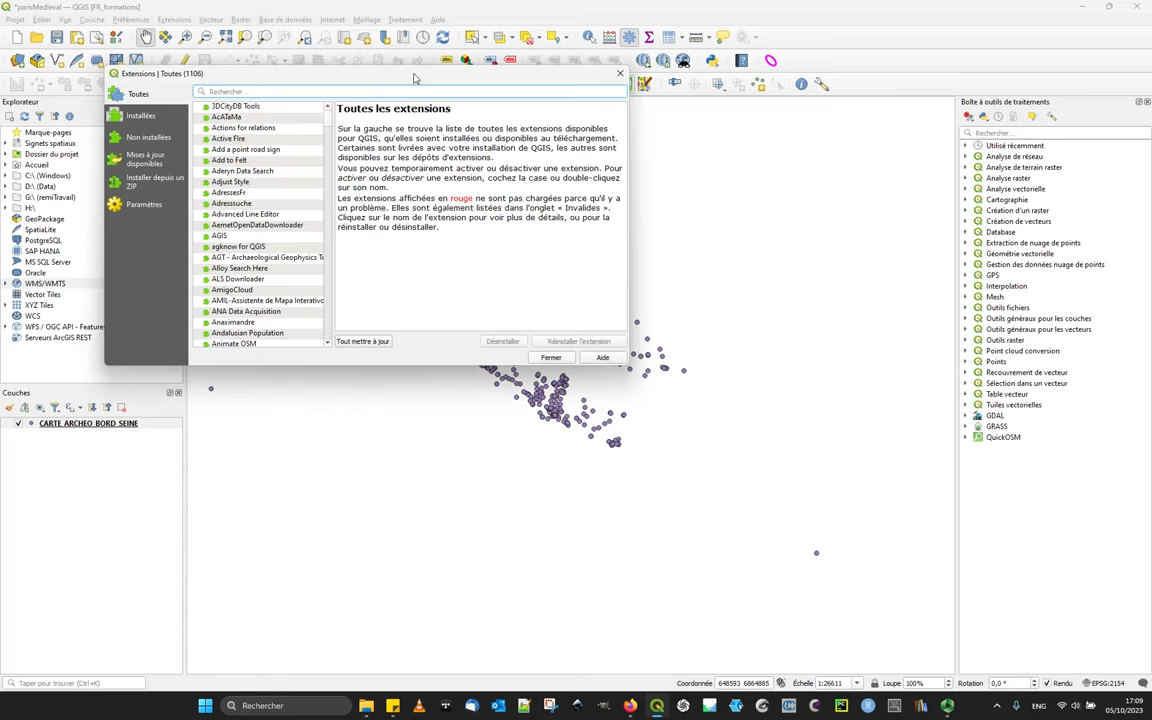 *parisMedieval — QGIS [FR_formations]
Projet Éditer Vue Couche Préférences Extensions Vecteur Raster Base de données Internet Maillage Traitement Aide
Extensions | Toutes (1106)
Toutes
Installées
Non installées
Mises à jour
disponibles
Installer depuis un
ZIP
Paramètres
Rechercher...
3DCityDB Tools
AcATaMa
Actions for relations
Active Fire
Add a point road sign
Add to Felt
Aderyn Data Search
Adjust Style
AdressesFr
Adresssuche
Advanced Line Editor
AemetOpenDataDownloader
AGIS
agknow for QGIS
AGT - Archaeological Geophysics T
Alloy Search Here
ALS Downloader
AmigoCloud
AMIL-Assistente de Mapa Interativo
ANA Data Acquisition
Anaximandre
Andalusian Population
Animate OSM
Toutes les extensions
Sur la gauche se trouve la liste de toutes les extensions disponibles
pour QGIS, qu'elles soient installées ou disponibles au téléchargement.
Certaines sont livrées avec votre installation de QGIS, les autres sont
disponibles sur les dépôts d'extensions.
Vous pouvez temporairement activer ou désactiver une extension. Pour
activer ou désactiver une extension, cochez la case ou double-cliquez
sur son nom.
Les extensions affichées en rouge ne sont pas chargées parce qu'il y a
un problème. Elles sont également listées dans l'onglet « Invalides ».
Cliquez sur le nom de l'extension pour voir plus de détails, ou pour la
réinstaller ou désinstaller.
Tout mettre à jour
Désinstaller
Réinstaller l'extension
Fermer
Aide
Explorateur
Marque-pages
Signets spatiaux
Dossier du projet
Accueil
C:\ (Windows)
D:\ (Data)
G:\ (remiTravail)
H:\
GeoPackage
SpatiaLite
PostgreSQL
SAP HANA
MS SQL Server
Oracle
WMS/WMTS
Vector Tiles
XYZ Tiles
WCS
WFS / OGC API - Feature
Serveurs ArcGIS REST
Couches
CARTE ARCHEO BORD SEINE
Boîte à outils de traitements
Rechercher...
Utilisé récemment
Analyse de réseau
Analyse de terrain raster
Analyse raster
Analyse vectorielle
Cartographie
Création d'un raster
Création de vecteurs
Database
Extraction de nuage de points
Géométrie vectorielle
Gestion des données nuage de points
GPS
Interpolation
Mesh
Outils fichiers
Outils généraux pour les couches
Outils généraux pour les vecteurs
Outils raster
Point cloud conversion
Points
Recouvrement de vecteur
Sélection dans un vecteur
Table vecteur
Tuiles vectorielles
GDAL
GRASS
QuickOSM
Taper pour trouver (Ctrl+K)
Coordonnée 648593 6864885 Échelle 1:26611 Loupe 100% Rotation 0,0 ° Rendu EPSG:2154
Rechercher
ENG
17:09
05/10/2023